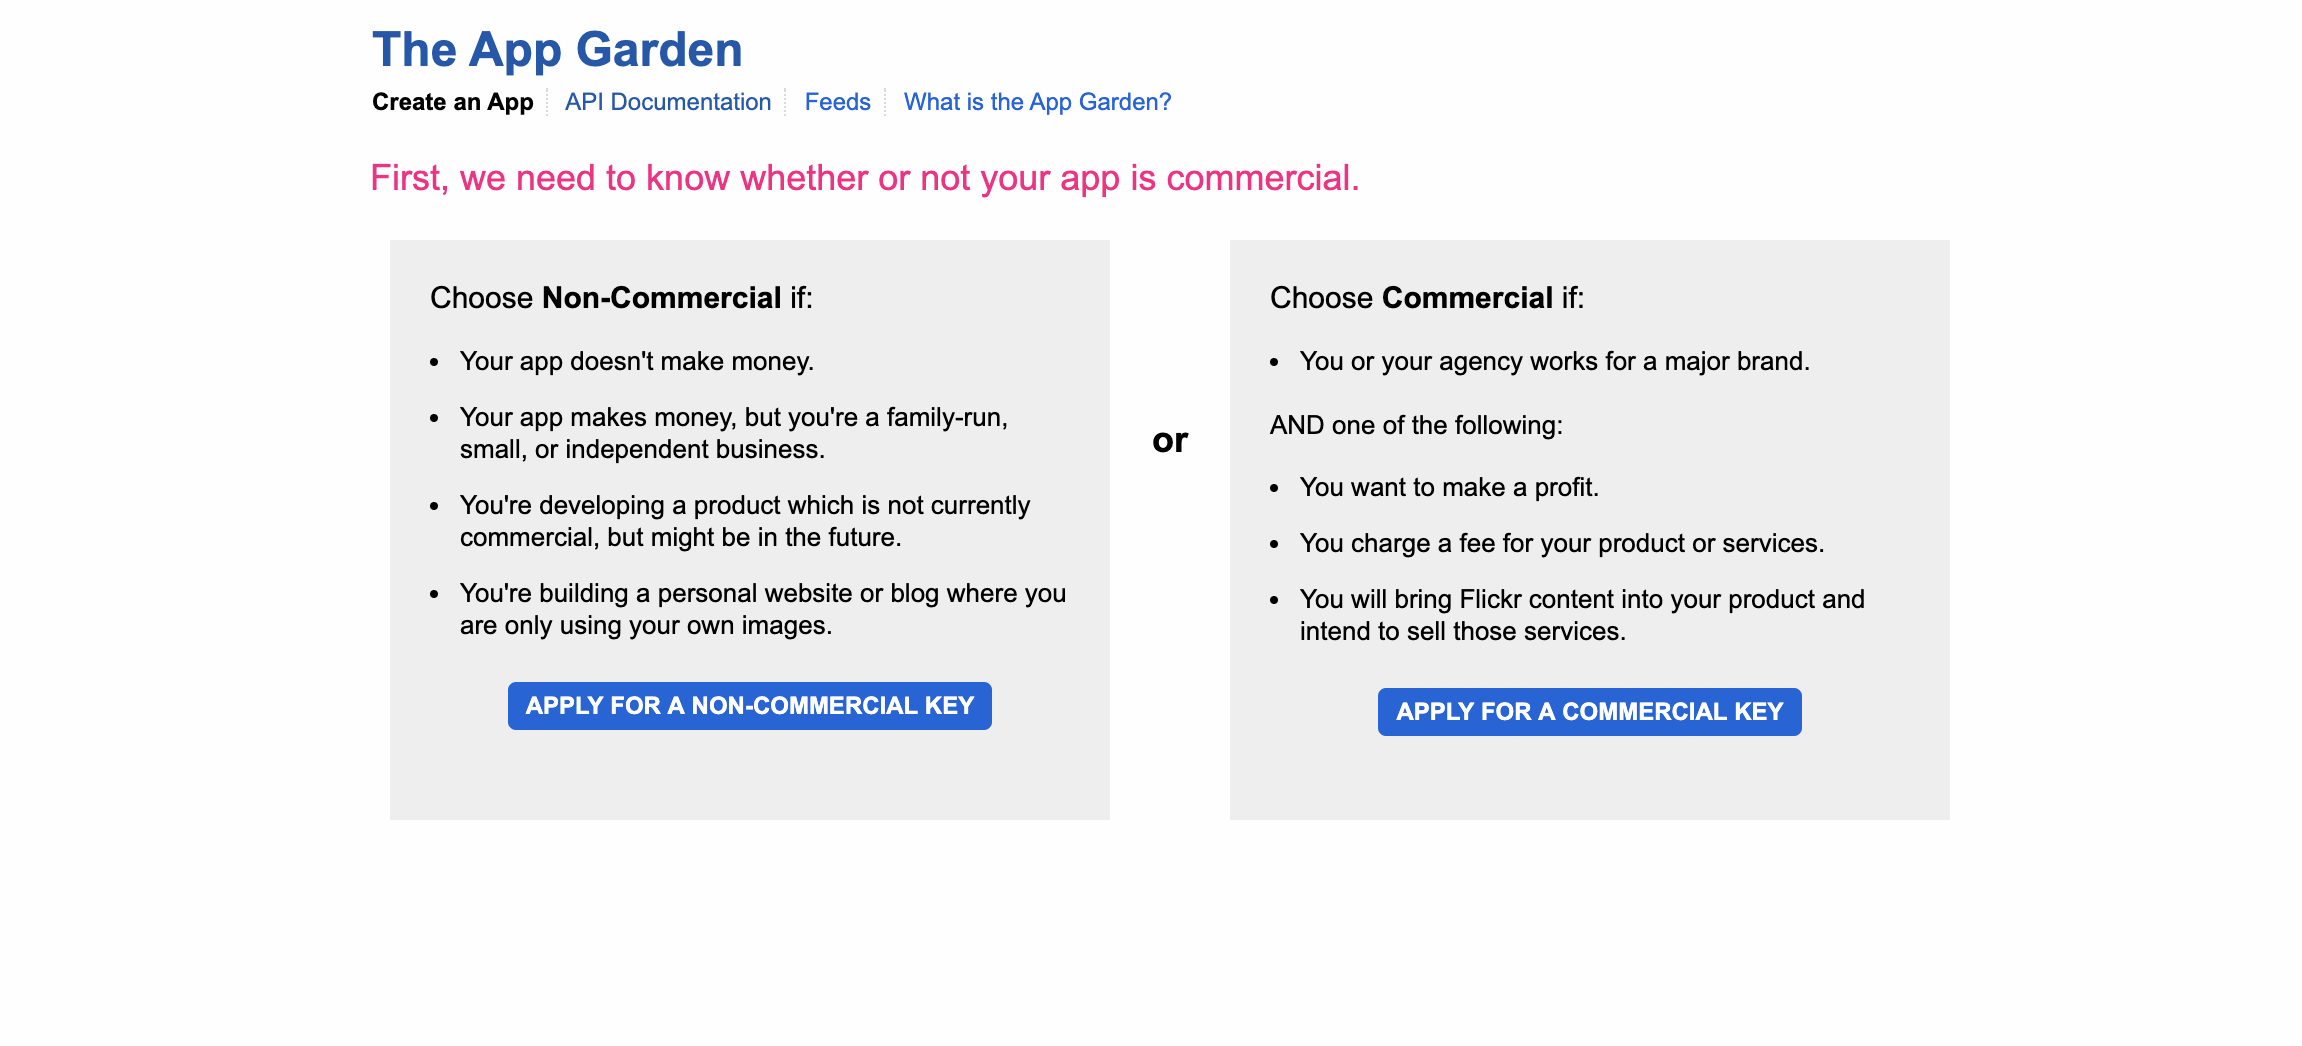 The App Garden
Create an App
API Documentation
Feeds
What is the App Garden?
First, we need to know whether or not your app is commercial.
Choose Non-Commercial if:
• Your app doesn't make money.
• Your app makes money, but you're a family-run,
small, or independent business.
• You're developing a product which is not currently
commercial, but might be in the future.
• You're building a personal website or blog where you
are only using your own images.
APPLY FOR A NON-COMMERCIAL KEY
or
Choose Commercial if:
• You or your agency works for a major brand.
AND one of the following:
• You want to make a profit.
• You charge a fee for your product or services.
• You will bring Flickr content into your product and
intend to sell those services.
APPLY FOR A COMMERCIAL KEY